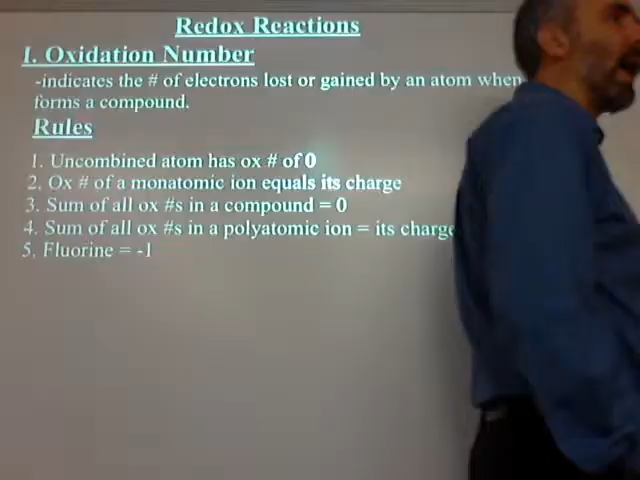 Redox Reactions
I. Oxidation Number
-indicates the # of electrons lost or gained by an atom when
forms a compound.
Rules
1. Uncombined atom has ox # of 0
2. Ox # of a monatomic ion equals its charge
3. Sum of all ox #s in a compound = 0
4. Sum of all ox #s in a polyatomic ion = its charge
5. Fluorine = -1